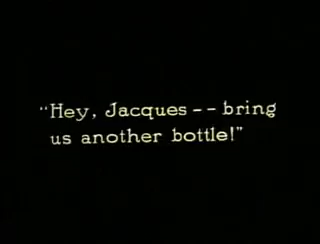 "Hey, Jacques -- bring
us another bottle!"